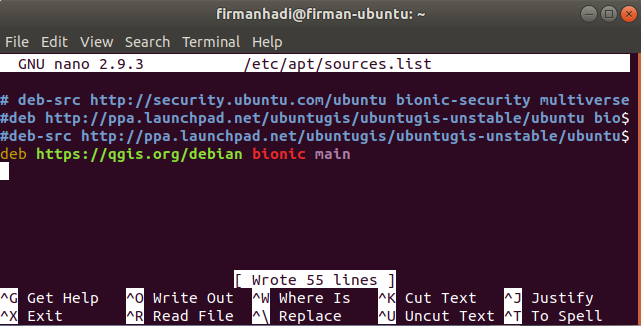 firmanhadi@firman-ubuntu: ~
File Edit View Search Terminal Help
GNU nano 2.9.3 /etc/apt/sources.list
# deb-src http://security.ubuntu.com/ubuntu bionic-security multiverse
#deb http://ppa.launchpad.net/ubuntugis/ubuntugis-unstable/ubuntu bio$
#deb-src http://ppa.launchpad.net/ubuntugis/ubuntugis-unstable/ubuntu$
deb https://qgis.org/debian bionic main
[ Wrote 55 lines ]
^G Get Help ^O Write Out ^W Where Is ^K Cut Text ^J Justify
^X Exit ^R Read File ^\ Replace ^U Uncut Text ^T To Spell